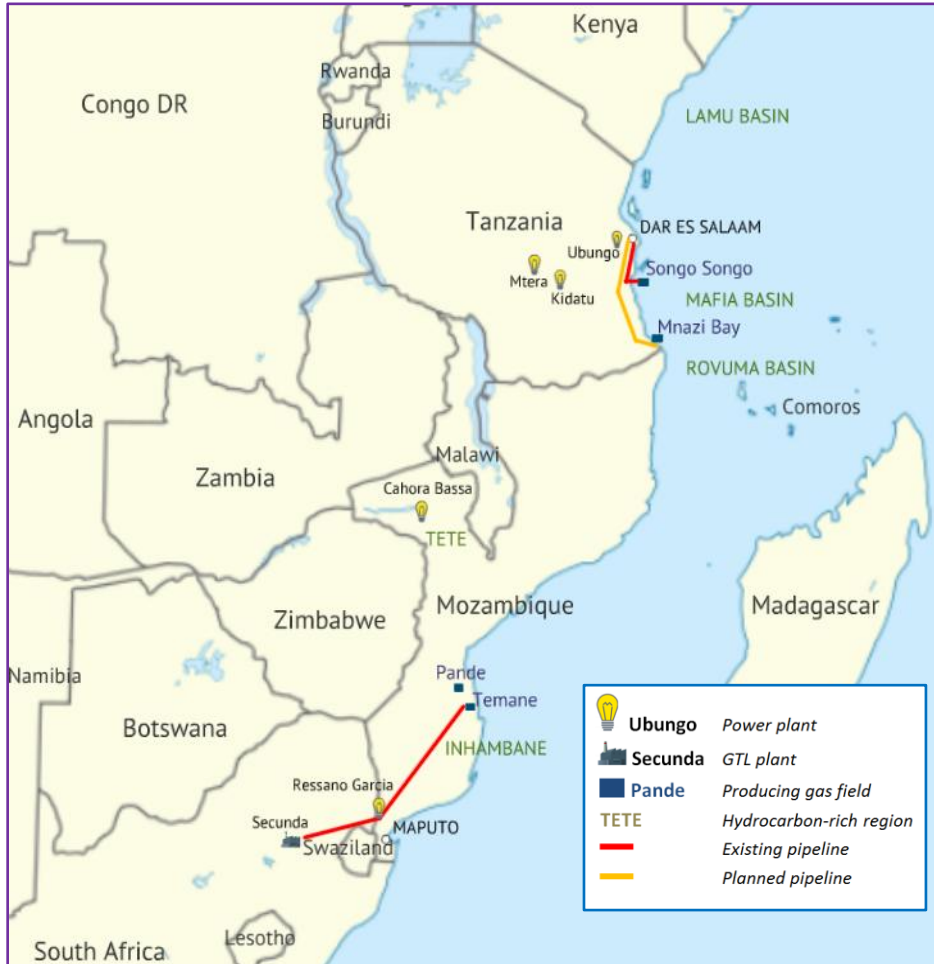 Kenya
Rwanda
Congo DR
Burundi
LAMU BASIN
Tanzania
DAR ES SALAAM
Ubungo
Songo Songo
Mtera
Kidatu
MAFIA BASIN
Mnazi Bay
ROVUMA BASIN
Comoros
Angola
Malawi
Zambia
Cahora Bassa
TETE
Mozambique
Madagascar
Zimbabwe
Namibia
Pande
Temane
Botswana
INHAMBANE
Ressano Garcia
Secunda
MAPUTO
Swaziland
Lesotho
South Africa
Ubungo Power plant
Secunda GTL plant
Pande Producing gas field
TETE Hydrocarbon-rich region
Existing pipeline
Planned pipeline